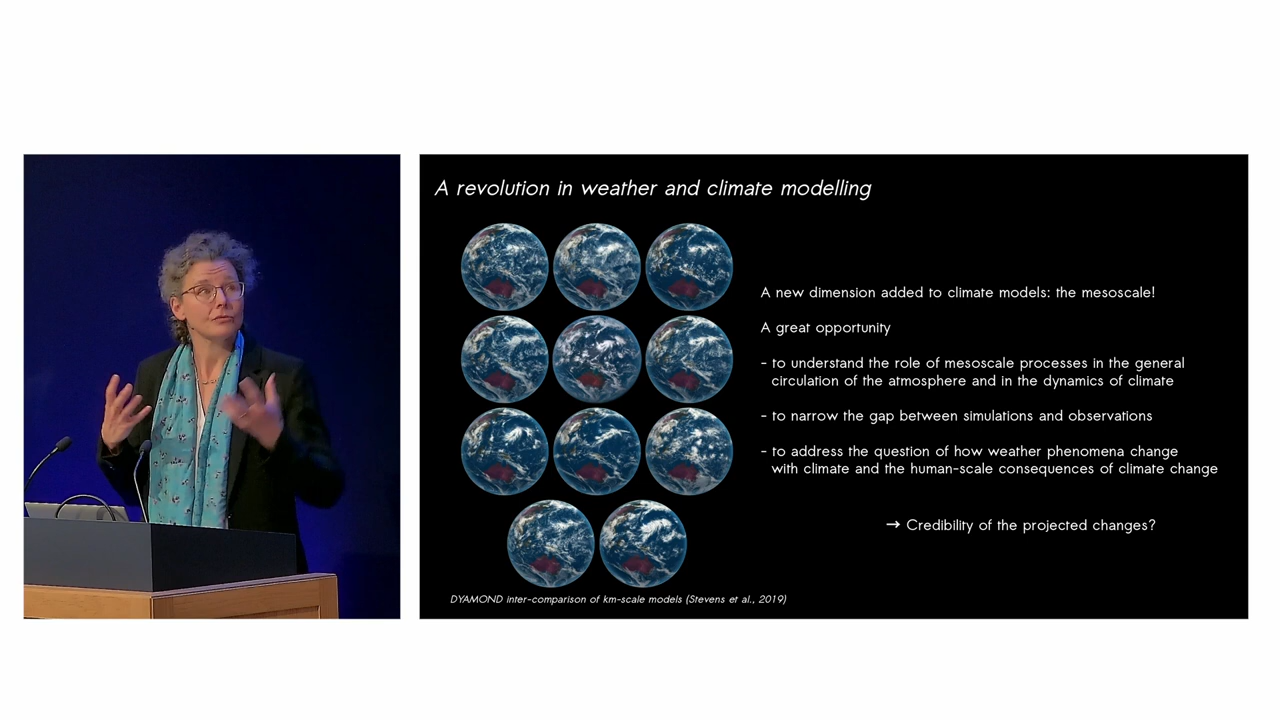 A revolution in weather and climate modelling
A new dimension added to climate models: the mesoscale!
A great opportunity
- to understand the role of mesoscale processes in the general
circulation of the atmosphere and in the dynamics of climate
- to narrow the gap between simulations and observations
- to address the question of how weather phenomena change
with climate and the human-scale consequences of climate change
→ Credibility of the projected changes?
DYAMOND inter-comparison of km-scale models (Stevens et al., 2019)